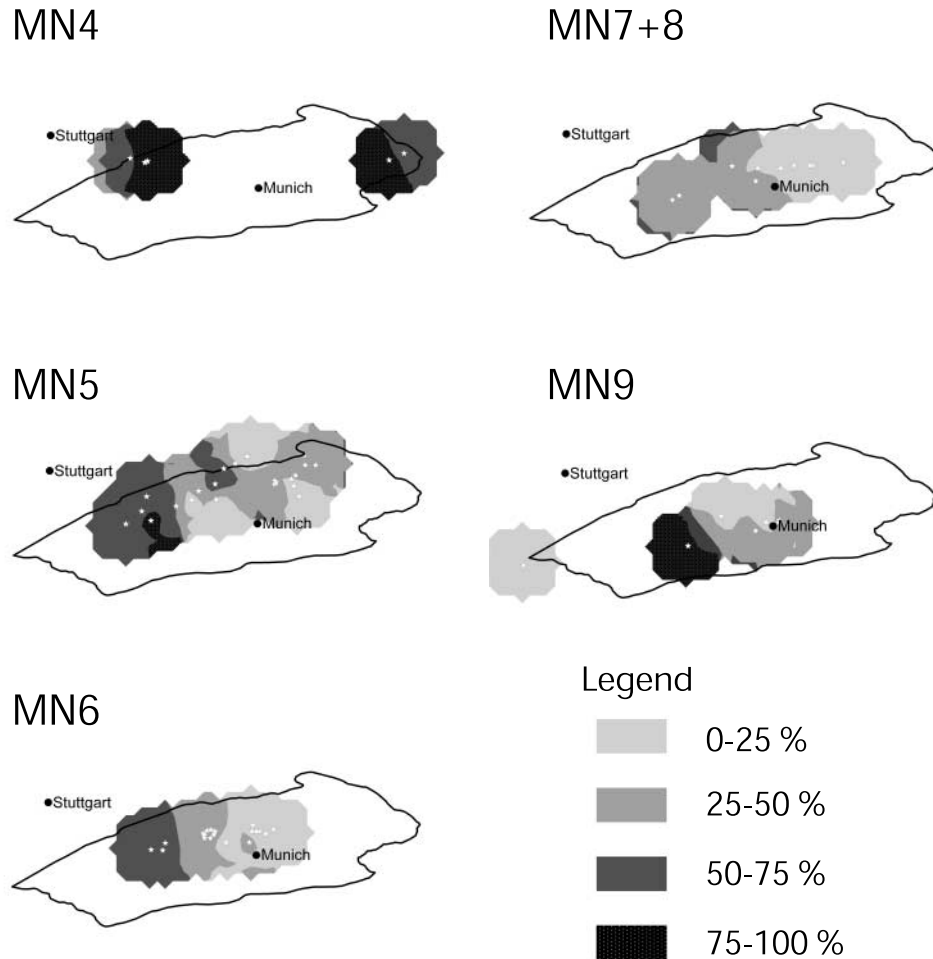 MN4
MN7+8
Stuttgart
Munich
Stuttgart
Munich
MN5
MN9
Stuttgart
Munich
Stuttgart
Munich
MN6
Stuttgart
Munich
Legend
0-25 %
25-50 %
50-75 %
75-100 %